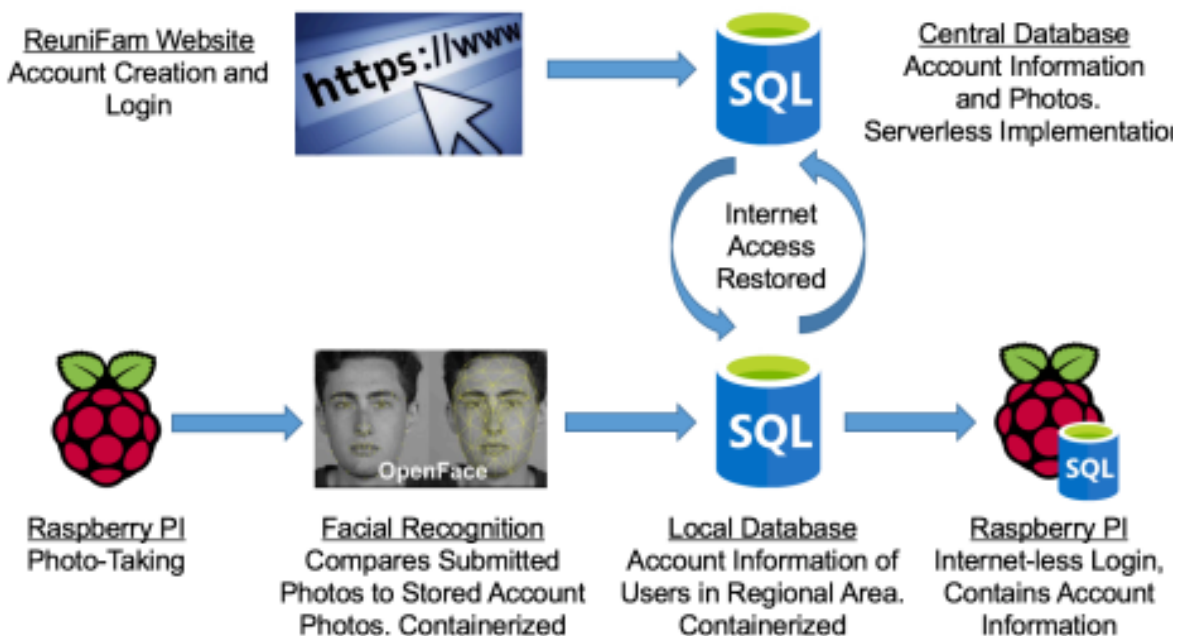 ReuniFam Website
Account Creation and
Login
https://www
SQL
Central Database
Account Information
and Photos.
Serverless Implementation
Internet
Access
Restored
OpenFace
SQL
SQL
Raspberry PI
Photo-Taking
Facial Recognition
Compares Submitted
Photos to Stored Account
Photos. Containerized
Local Database
Account Information of
Users in Regional Area.
Containerized
Raspberry PI
Internet-less Login,
Contains Account
Information